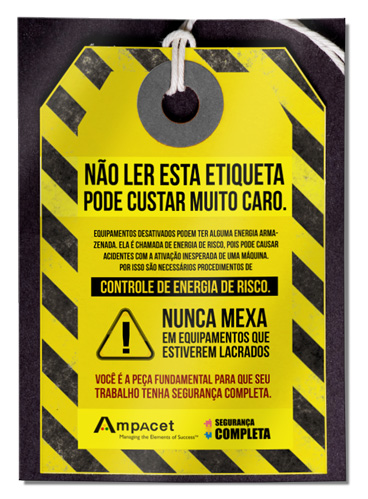 NÃO LER ESTA ETIQUETA
PODE CUSTAR MUITO CARO.
EQUIPAMENTOS DESATIVADOS PODEM TER ALGUMA ENERGIA ARMA-
ZENADA. ELA É CHAMADA DE ENERGIA DE RISCO, POIS PODE CAUSAR
ACIDENTES COM A ATIVAÇÃO INESPERADA DE UMA MÁQUINA.
POR ISSO SÃO NECESSÁRIOS PROCEDIMENTOS DE
CONTROLE DE ENERGIA DE RISCO.
!
NUNCA MEXA
EM EQUIPAMENTOS QUE
ESTIVEREM LACRADOS
VOCÊ É A PEÇA FUNDAMENTAL PARA QUE SEU
TRABALHO TENHA SEGURANÇA COMPLETA.
AMPACET
Managing the Elements of Success™
SEGURANÇA
COMPLETA